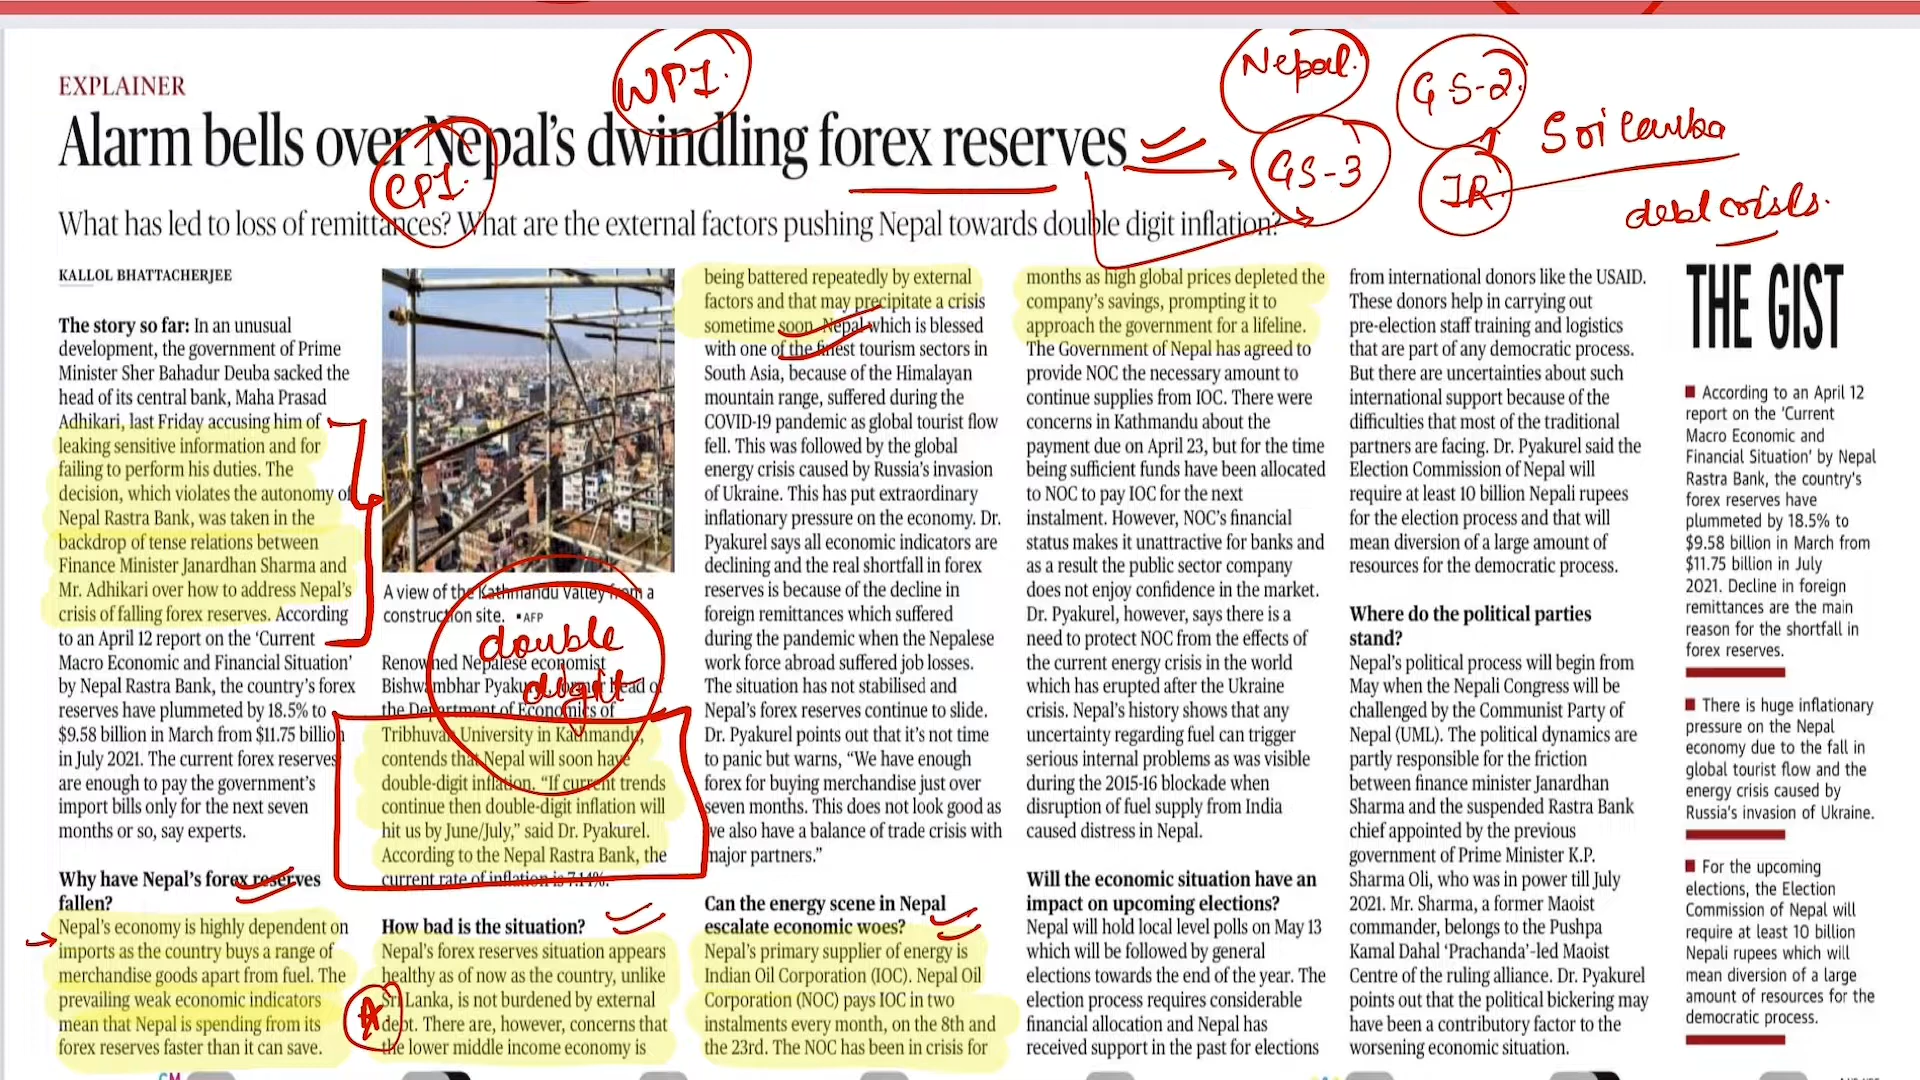 WPI.
Nepal.
GS-2.
EXPLAINER
Alarm bells over Nepal's dwindling forex reserves
CPI.
GS-3
IR
Sri Lanka
debt crisis.
What has led to loss of remittances? What are the external factors pushing Nepal towards double digit inflation?
KALLOL BHATTACHERJEE
The story so far: In an unusual
development, the government of Prime
Minister Sher Bahadur Deuba sacked the
head of its central bank, Maha Prasad
Adhikari, last Friday accusing him of
leaking sensitive information and for
failing to perform his duties. The
decision, which violates the autonomy of
Nepal Rastra Bank, was taken in the
backdrop of tense relations between
Finance Minister Janardhan Sharma and
Mr. Adhikari over how to address Nepal's
crisis of falling forex reserves. According
to an April 12 report on the 'Current
Macro Economic and Financial Situation'
by Nepal Rastra Bank, the country's forex
reserves have plummeted by 18.5% to
$9.58 billion in March from $11.75 billion
in July 2021. The current forex reserves
are enough to pay the government's
import bills only for the next seven
months or so, say experts.
Why have Nepal's forex reserves
fallen?
Nepal's economy is highly dependent on
imports as the country buys a range of
merchandise goods apart from fuel. The
prevailing weak economic indicators
mean that Nepal is spending from its
forex reserves faster than it can save.
A view of the Kathmandu Valley from a
construction site. ▪AFP
double
digit
Renowned Nepalese economist
Bishwambhar Pyakurel, former head of
the Department of Economics of
Tribhuvan University in Kathmandu,
contends that Nepal will soon have
double-digit inflation. "If current trends
continue then double-digit inflation will
hit us by June/July," said Dr. Pyakurel.
According to the Nepal Rastra Bank, the
current rate of inflation is 7.14%.
How bad is the situation?
Nepal's forex reserves situation appears
healthy as of now as the country, unlike
Sri Lanka, is not burdened by external
debt. There are, however, concerns that
the lower middle income economy is
being battered repeatedly by external
factors and that may precipitate a crisis
sometime soon. Nepal which is blessed
with one of the finest tourism sectors in
South Asia, because of the Himalayan
mountain range, suffered during the
COVID-19 pandemic as global tourist flow
fell. This was followed by the global
energy crisis caused by Russia's invasion
of Ukraine. This has put extraordinary
inflationary pressure on the economy. Dr.
Pyakurel says all economic indicators are
declining and the real shortfall in forex
reserves is because of the decline in
foreign remittances which suffered
during the pandemic when the Nepalese
work force abroad suffered job losses.
The situation has not stabilised and
Nepal's forex reserves continue to slide.
Dr. Pyakurel points out that it's not time
to panic but warns, "We have enough
forex for buying merchandise just over
seven months. This does not look good as
we also have a balance of trade crisis with
major partners."
Can the energy scene in Nepal
escalate economic woes?
Nepal's primary supplier of energy is
Indian Oil Corporation (IOC). Nepal Oil
Corporation (NOC) pays IOC in two
instalments every month, on the 8th and
the 23rd. The NOC has been in crisis for
months as high global prices depleted the
company's savings, prompting it to
approach the government for a lifeline.
The Government of Nepal has agreed to
provide NOC the necessary amount to
continue supplies from IOC. There were
concerns in Kathmandu about the
payment due on April 23, but for the time
being sufficient funds have been allocated
to NOC to pay IOC for the next
instalment. However, NOC's financial
status makes it unattractive for banks and
as a result the public sector company
does not enjoy confidence in the market.
Dr. Pyakurel, however, says there is a
need to protect NOC from the effects of
the current energy crisis in the world
which has erupted after the Ukraine
crisis. Nepal's history shows that any
uncertainty regarding fuel can trigger
serious internal problems as was visible
during the 2015-16 blockade when
disruption of fuel supply from India
caused distress in Nepal.
Will the economic situation have an
impact on upcoming elections?
Nepal will hold local level polls on May 13
which will be followed by general
elections towards the end of the year. The
election process requires considerable
financial allocation and Nepal has
received support in the past for elections
from international donors like the USAID.
These donors help in carrying out
pre-election staff training and logistics
that are part of any democratic process.
But there are uncertainties about such
international support because of the
difficulties that most of the traditional
partners are facing. Dr. Pyakurel said the
Election Commission of Nepal will
require at least 10 billion Nepali rupees
for the election process and that will
mean diversion of a large amount of
resources for the democratic process.
Where do the political parties
stand?
Nepal's political process will begin from
May when the Nepali Congress will be
challenged by the Communist Party of
Nepal (UML). The political dynamics are
partly responsible for the friction
between finance minister Janardhan
Sharma and the suspended Rastra Bank
chief appointed by the previous
government of Prime Minister K.P.
Sharma Oli, who was in power till July
2021. Mr. Sharma, a former Maoist
commander, belongs to the Pushpa
Kamal Dahal 'Prachanda'-led Maoist
Centre of the ruling alliance. Dr. Pyakurel
points out that the political bickering may
have been a contributory factor to the
worsening economic situation.
THE GIST
▪ According to an April 12
report on the 'Current
Macro Economic and
Financial Situation' by Nepal
Rastra Bank, the country's
forex reserves have
plummeted by 18.5% to
$9.58 billion in March from
$11.75 billion in July
2021. Decline in foreign
remittances are the main
reason for the shortfall in
forex reserves.
▪ There is huge inflationary
pressure on the Nepal
economy due to the fall in
global tourist flow and the
energy crisis caused by
Russia's invasion of Ukraine.
▪ For the upcoming
elections, the Election
Commission of Nepal will
require at least 10 billion
Nepali rupees which will
mean diversion of a large
amount of resources for the
democratic process.